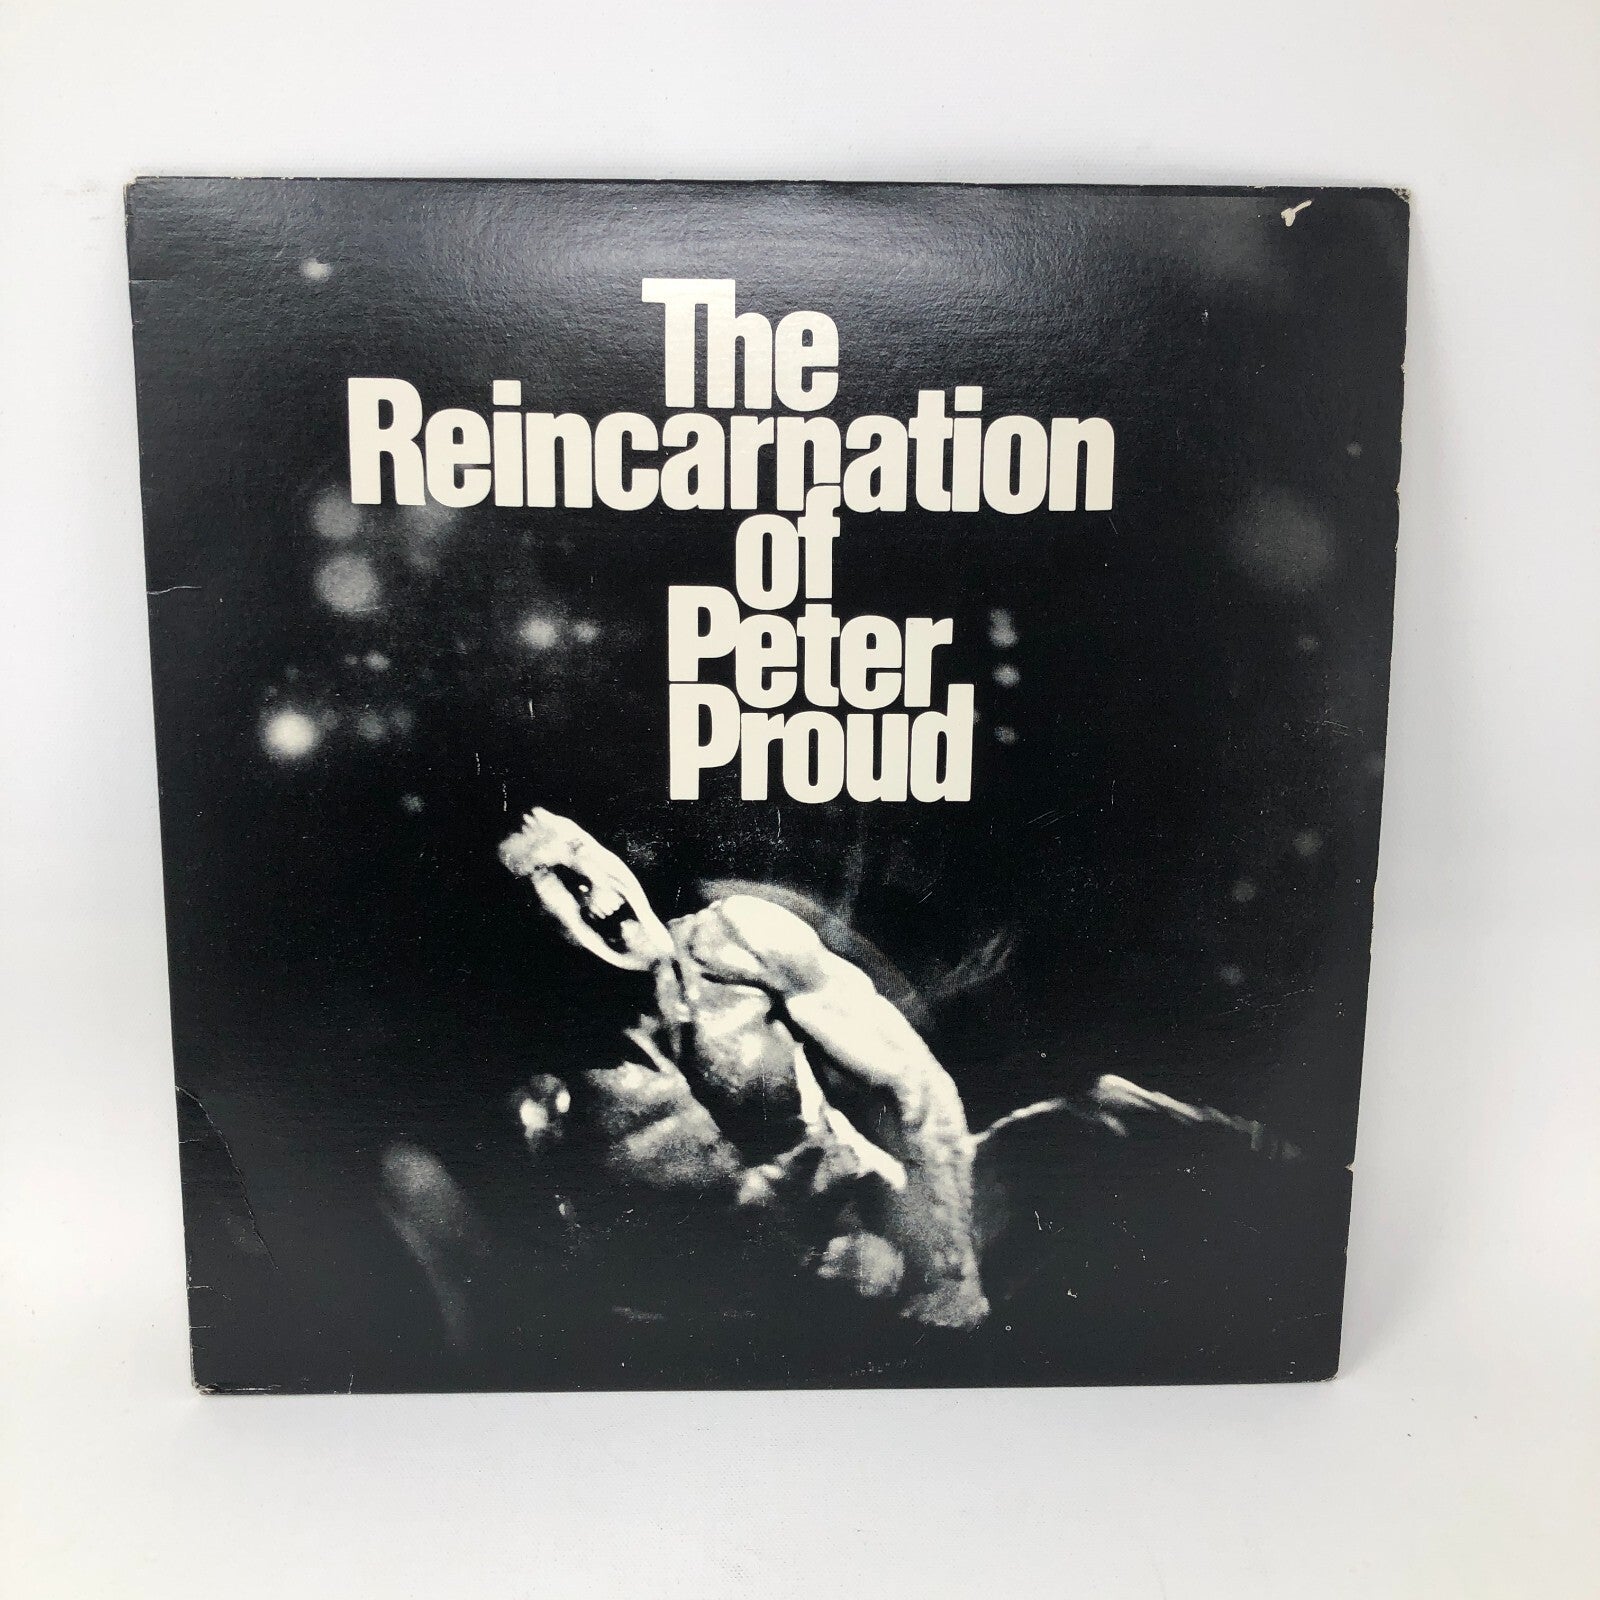 The
Reincarnation
of
Peter
Proud